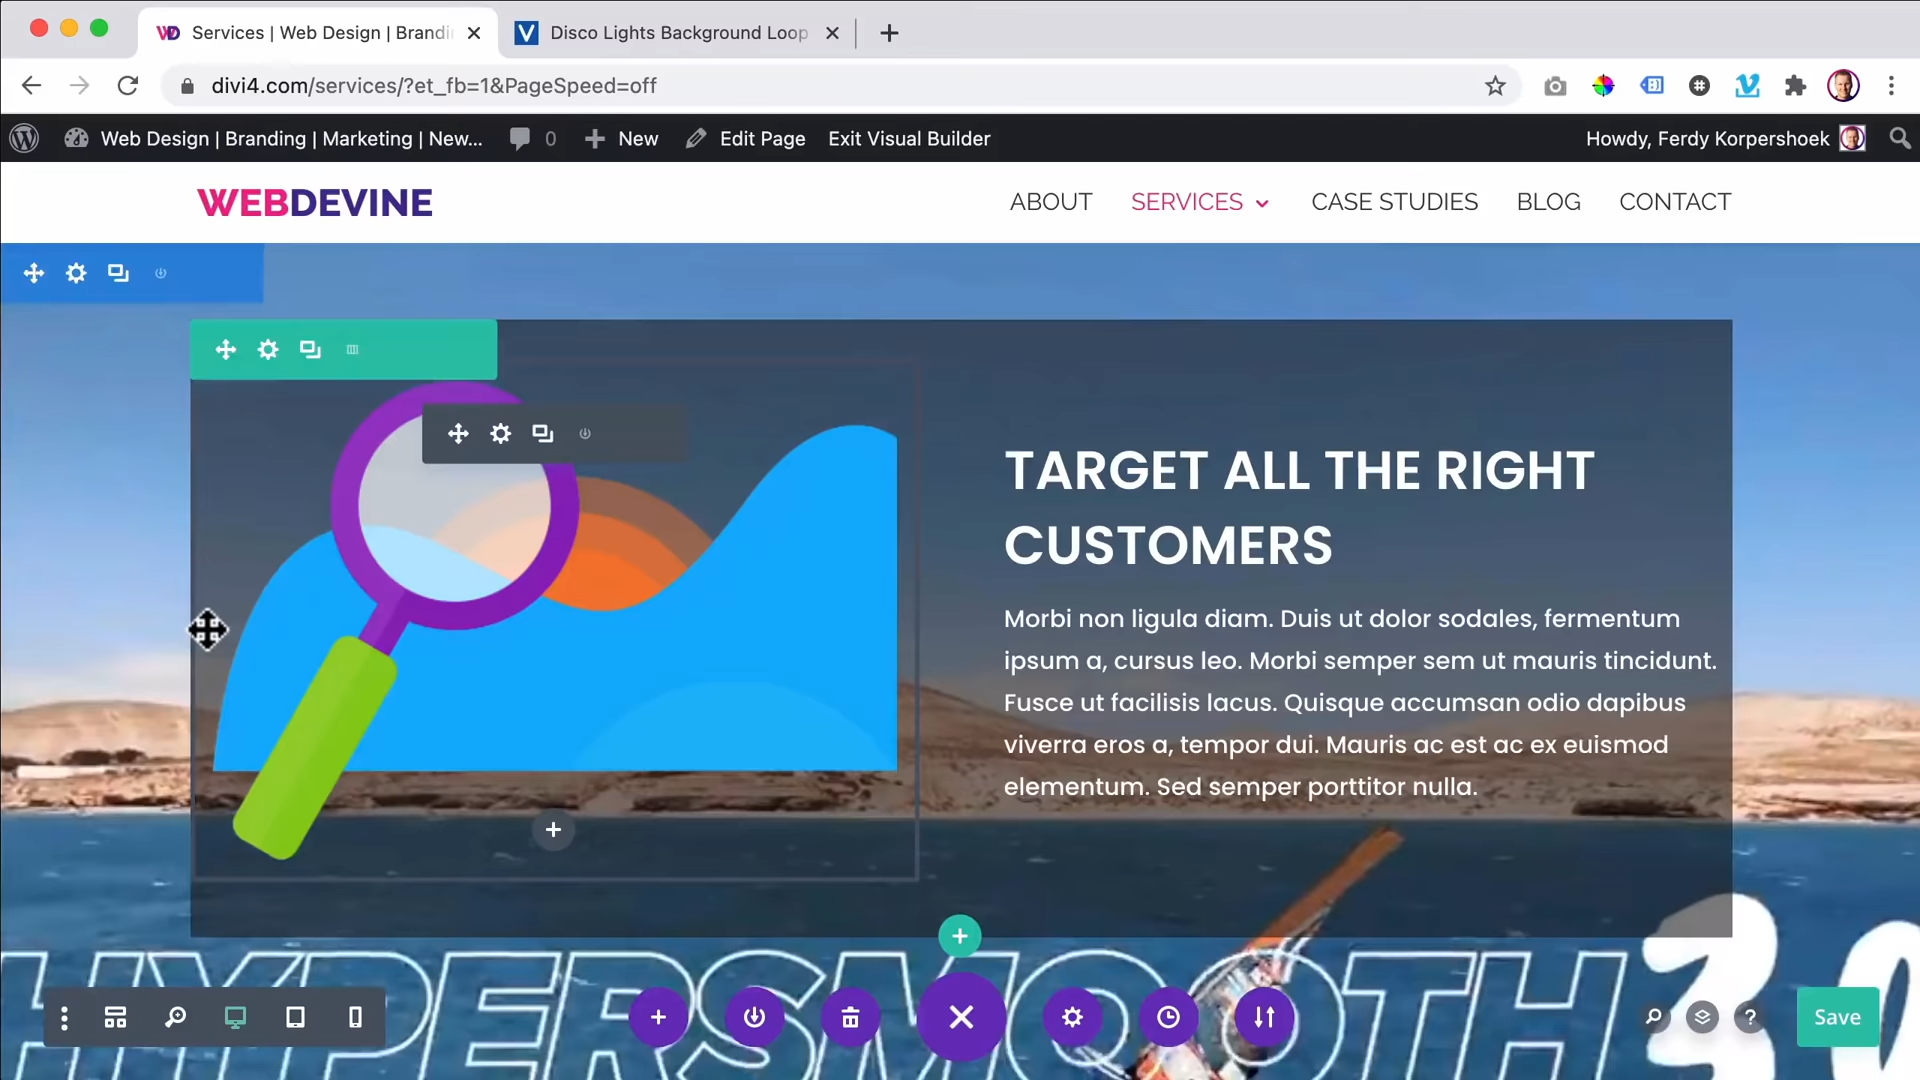 Services | Web Design | Brandi
Disco Lights Background Loop
divi4.com/services/?et_fb=1&PageSpeed=off
Web Design | Branding | Marketing | New...
0
New
Edit Page
Exit Visual Builder
Howdy, Ferdy Korpershoek
WEBDEVINE
ABOUT
SERVICES
CASE STUDIES
BLOG
CONTACT
TARGET ALL THE RIGHT
CUSTOMERS
Morbi non ligula diam. Duis ut dolor sodales, fermentum
ipsum a, cursus leo. Morbi semper sem ut mauris tincidunt.
Fusce ut facilisis lacus. Quisque accumsan odio dapibus
viverra eros a, tempor dui. Mauris ac est ac ex euismod
elementum. Sed semper porttitor nulla.
HYPERSMOOTH 3.0
Save